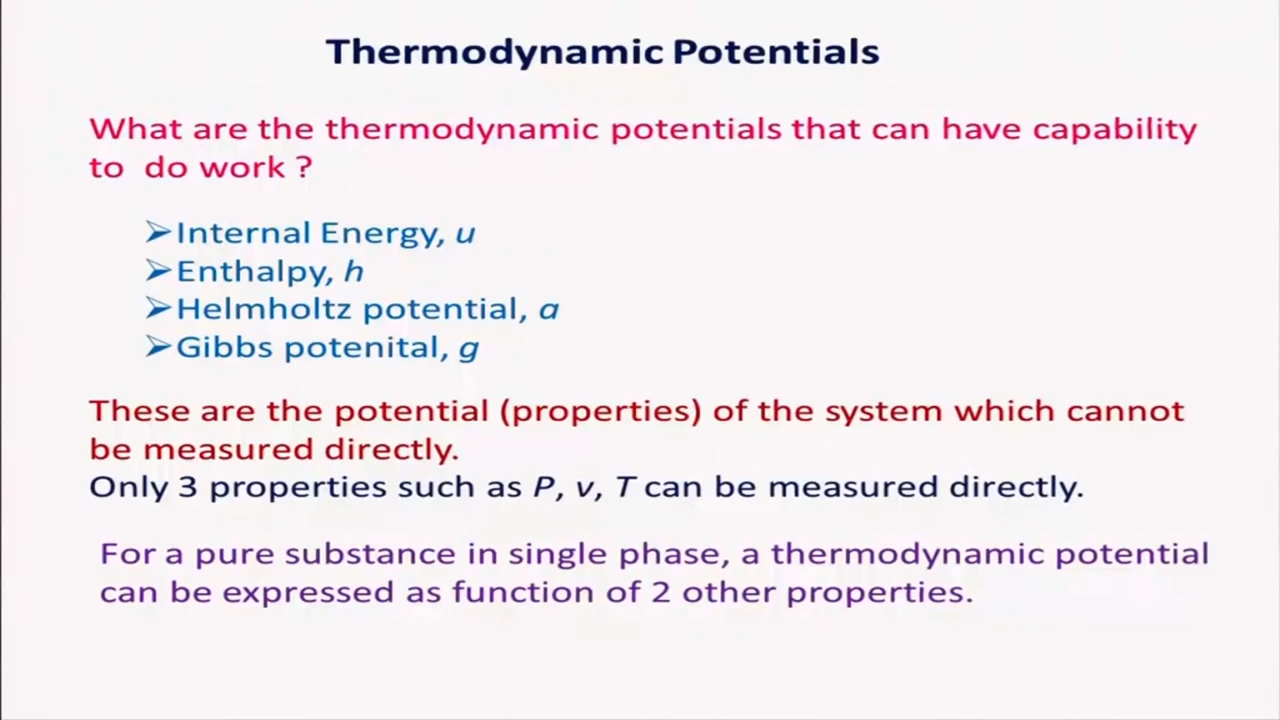 Thermodynamic Potentials
What are the thermodynamic potentials that can have capability
to do work ?
➢Internal Energy, u
➢Enthalpy, h
➢Helmholtz potential, a
➢Gibbs potenital, g
These are the potential (properties) of the system which cannot
be measured directly.
Only 3 properties such as P, v, T can be measured directly.
For a pure substance in single phase, a thermodynamic potential
can be expressed as function of 2 other properties.